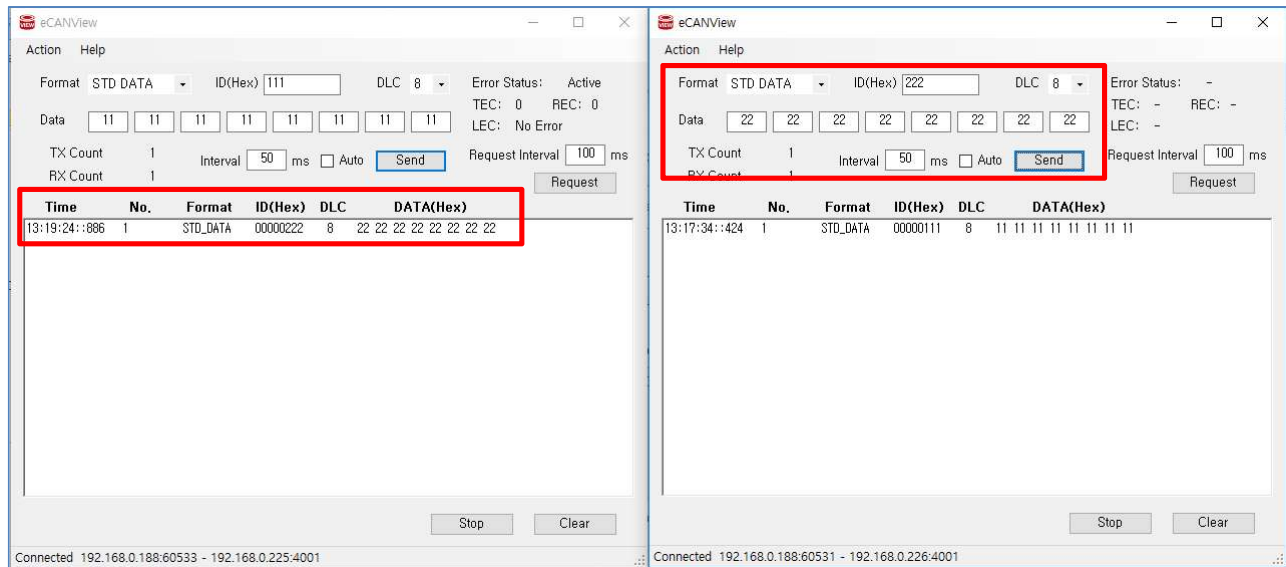 eCANView
Action Help
Format STD DATA ID(Hex) 111 DLC 8 Error Status: Active
TEC: 0 REC: 0
Data 11 11 11 11 11 11 11 11
LEC: No Error
TX Count 1 Interval 50 ms Auto Send Request Interval 100 ms
RX Count 1 Request
Time No. Format ID(Hex) DLC DATA(Hex)
13:19:24::886 1 STD_DATA 00000222 8 22 22 22 22 22 22 22 22
Stop Clear
Connected 192.168.0.188:60533 - 192.168.0.225:4001
eCANView
Action Help
Format STD DATA ID(Hex) 222 DLC 8 Error Status: -
TEC: - REC: -
Data 22 22 22 22 22 22 22 22
LEC: -
TX Count 1 Interval 50 ms Auto Send Request Interval 100 ms
RX Count 1 Request
Time No. Format ID(Hex) DLC DATA(Hex)
13:17:34::424 1 STD_DATA 00000111 8 11 11 11 11 11 11 11 11
Stop Clear
Connected 192.168.0.188:60531 - 192.168.0.226:4001